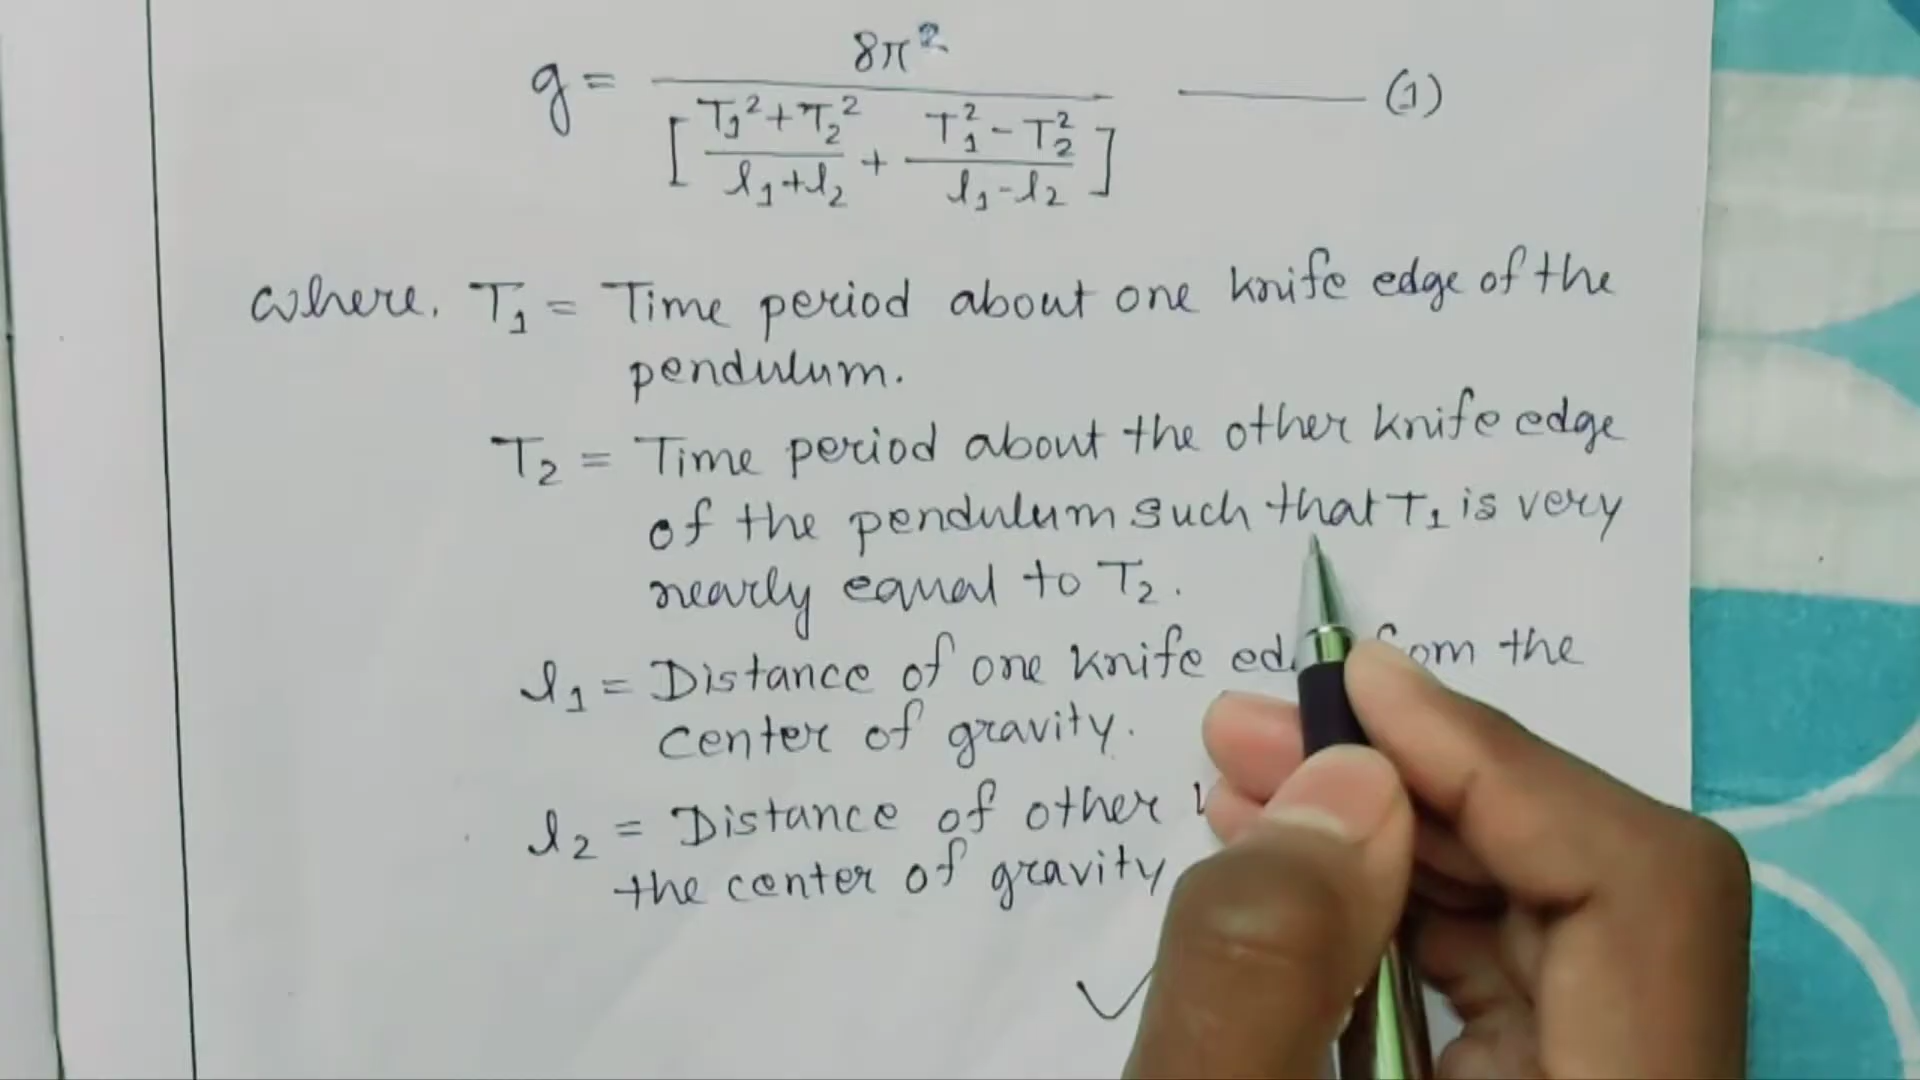 g = 8π² / [ (T₁²+T₂²)/(l₁+l₂) + (T₁²-T₂²)/(l₁-l₂) ] —— (1)
where, T₁ = Time period about one knife edge of the
pendulum.
T₂ = Time period about the other knife edge
of the pendulum such that T₁ is very
nearly equal to T₂.
l₁ = Distance of one knife from the
center of gravity.
l₂ = Distance of other
the center of gravity